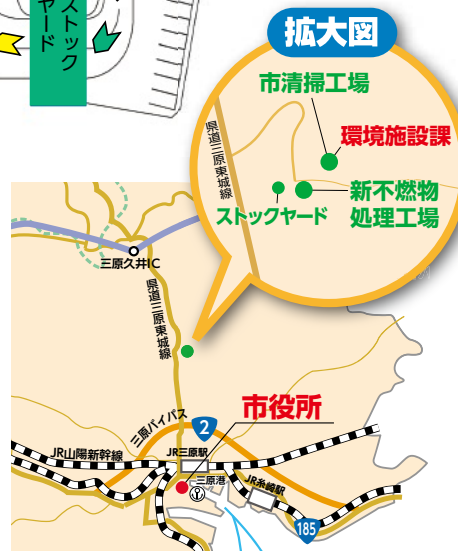 ストック
ヤード
拡大図
市清掃工場
環境施設課
県道三原東城線
新不燃物
処理工場
ストックヤード
三原久井IC
県道三原東城線
市役所
三原バイパス
2
JR山陽新幹線
JR三原駅
三原港
JR糸崎駅
185